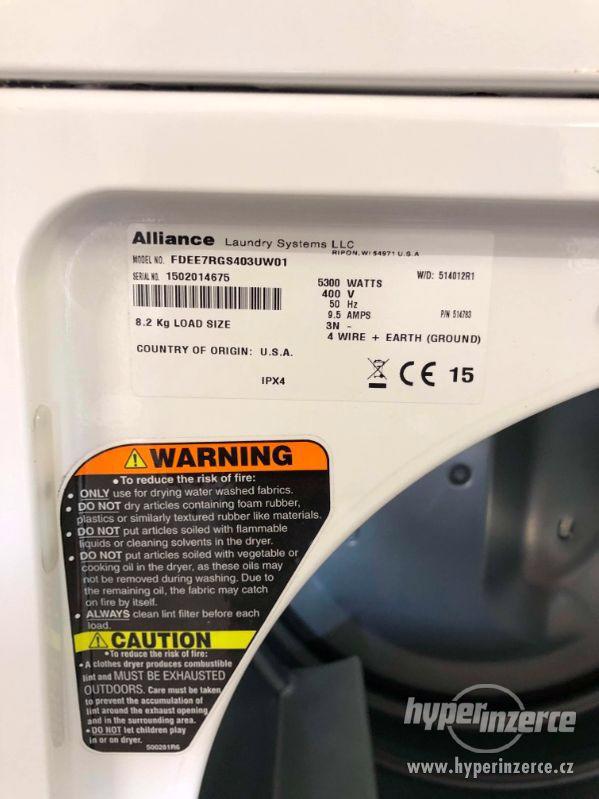 Alliance Laundry Systems LLC
RIPON, WI 54971 U.S.A
MODEL NO. FDEE7RGS403UW01
SERIAL NO. 1502014675
W/D: 514012R1
5300 WATTS
400 V
50 Hz
9.5 AMPS
P/N 514783
8.2 Kg LOAD SIZE
3N -
4 WIRE + EARTH (GROUND)
COUNTRY OF ORIGIN: U.S.A.
IPX4
CE 15
WARNING
• To reduce the risk of fire:
• ONLY use for drying water washed fabrics.
• DO NOT dry articles containing foam rubber,
plastics or similarly textured rubber like materials.
• DO NOT put articles soiled with flammable
liquids or cleaning solvents in the dryer.
• DO NOT put articles soiled with vegetable or
cooking oil in the dryer, as these oils may
not be removed during washing. Due to
the remaining oil, the fabric may catch
on fire by itself.
• ALWAYS clean lint filter before each
load.
CAUTION
• To reduce the risk of fire:
• A clothes dryer produces combustible
lint and MUST BE EXHAUSTED
OUTDOORS. Care must be taken
to prevent the accumulation of
lint around the exhaust opening
and in the surrounding area.
• DO NOT let children play
in or on dryer.
500281R6
hyperinzerce
www.hyperinzerce.cz